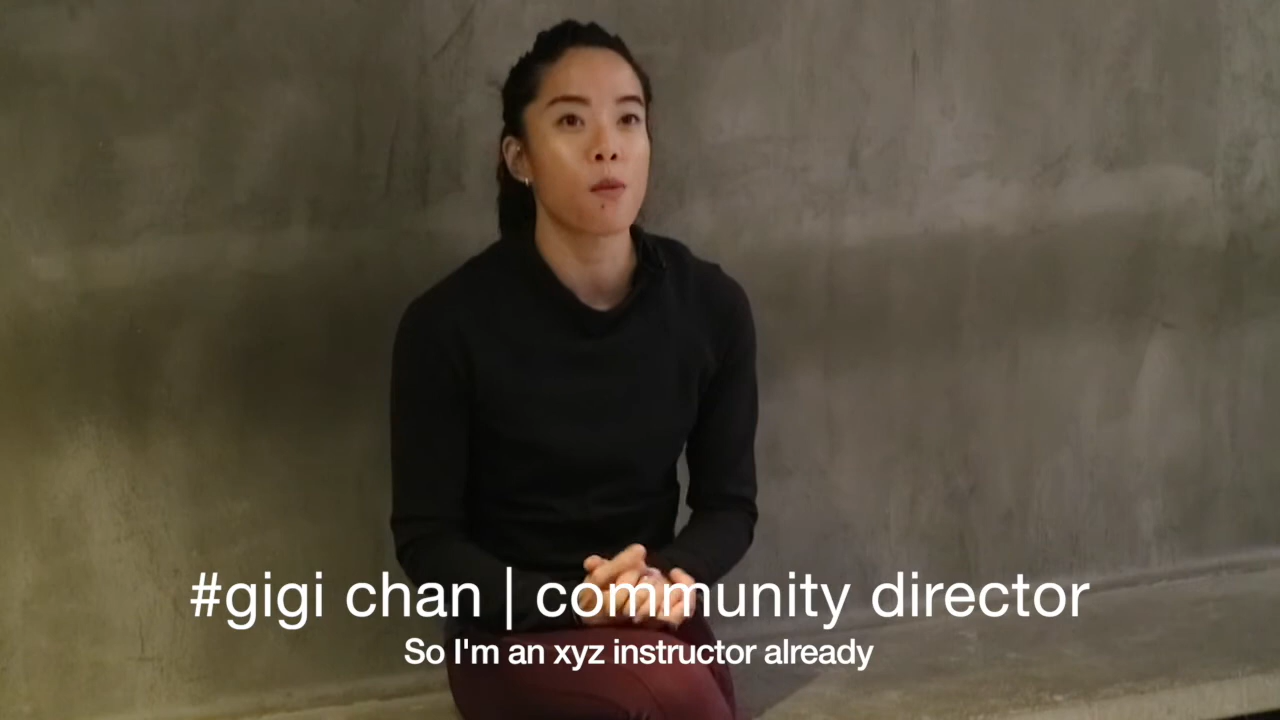 #gigi chan | community director
So I'm an xyz instructor already